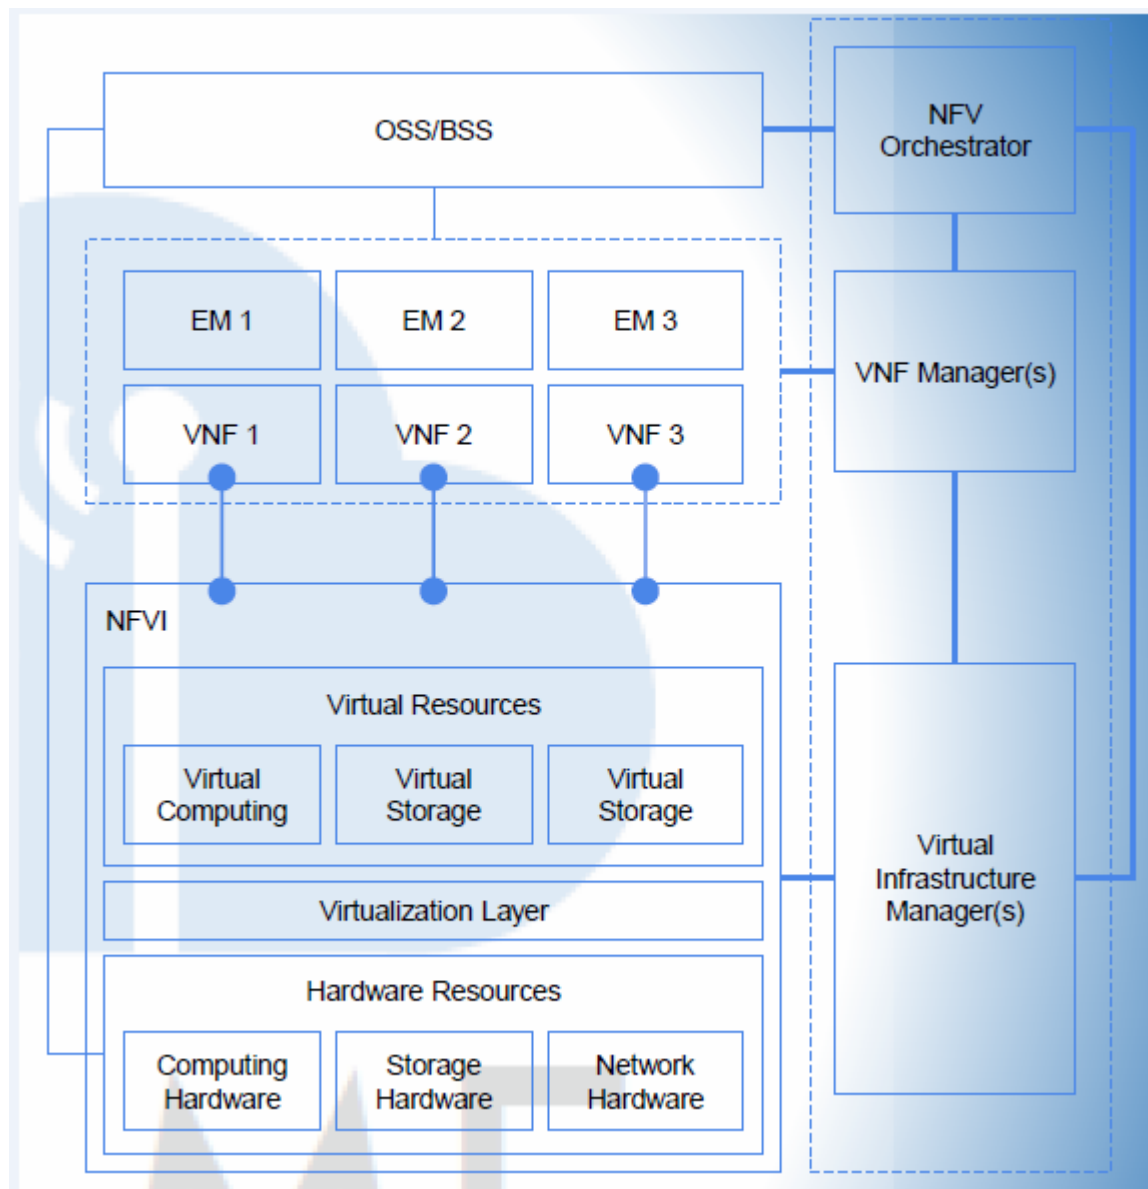 OSS/BSS
NFV
Orchestrator
EM 1
EM 2
EM 3
VNF 1
VNF 2
VNF 3
VNF Manager(s)
NFVI
Virtual Resources
Virtual
Computing
Virtual
Storage
Virtual
Storage
Virtualization Layer
Virtual
Infrastructure
Manager(s)
Hardware Resources
Computing
Hardware
Storage
Hardware
Network
Hardware